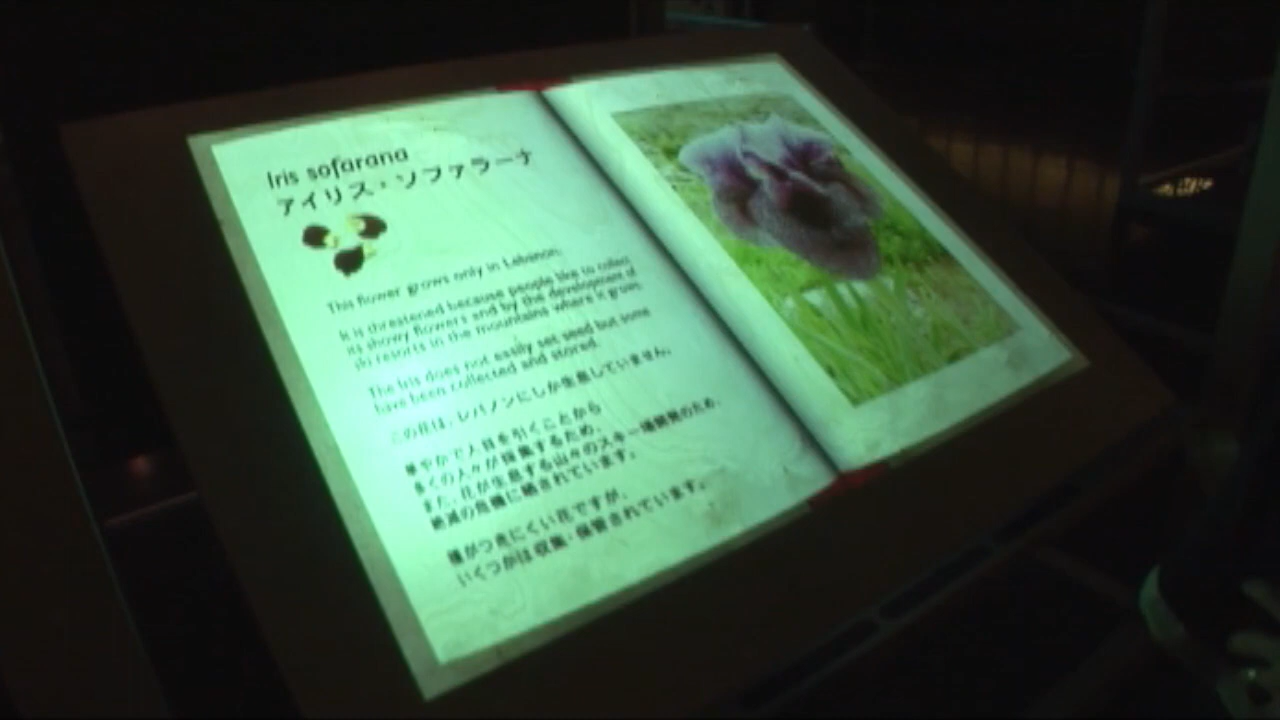 Iris sofarana
アイリス・ソファラーナ
This flower grows only in Lebanon.
It is threatened because people like to collect
its showy flowers and by the development of
ski resorts in the mountains where it grows.
The Iris does not easily set seed but some
have been collected and stored.
この花は、レバノンにしか生息していません。
華やかで人目を引くことから
多くの人々が採集するため、
また、花が生息する山々のスキー場開発のため、
絶滅の危機に晒されています。
種がつきにくい花ですが、
いくつかは収集・保管されています。